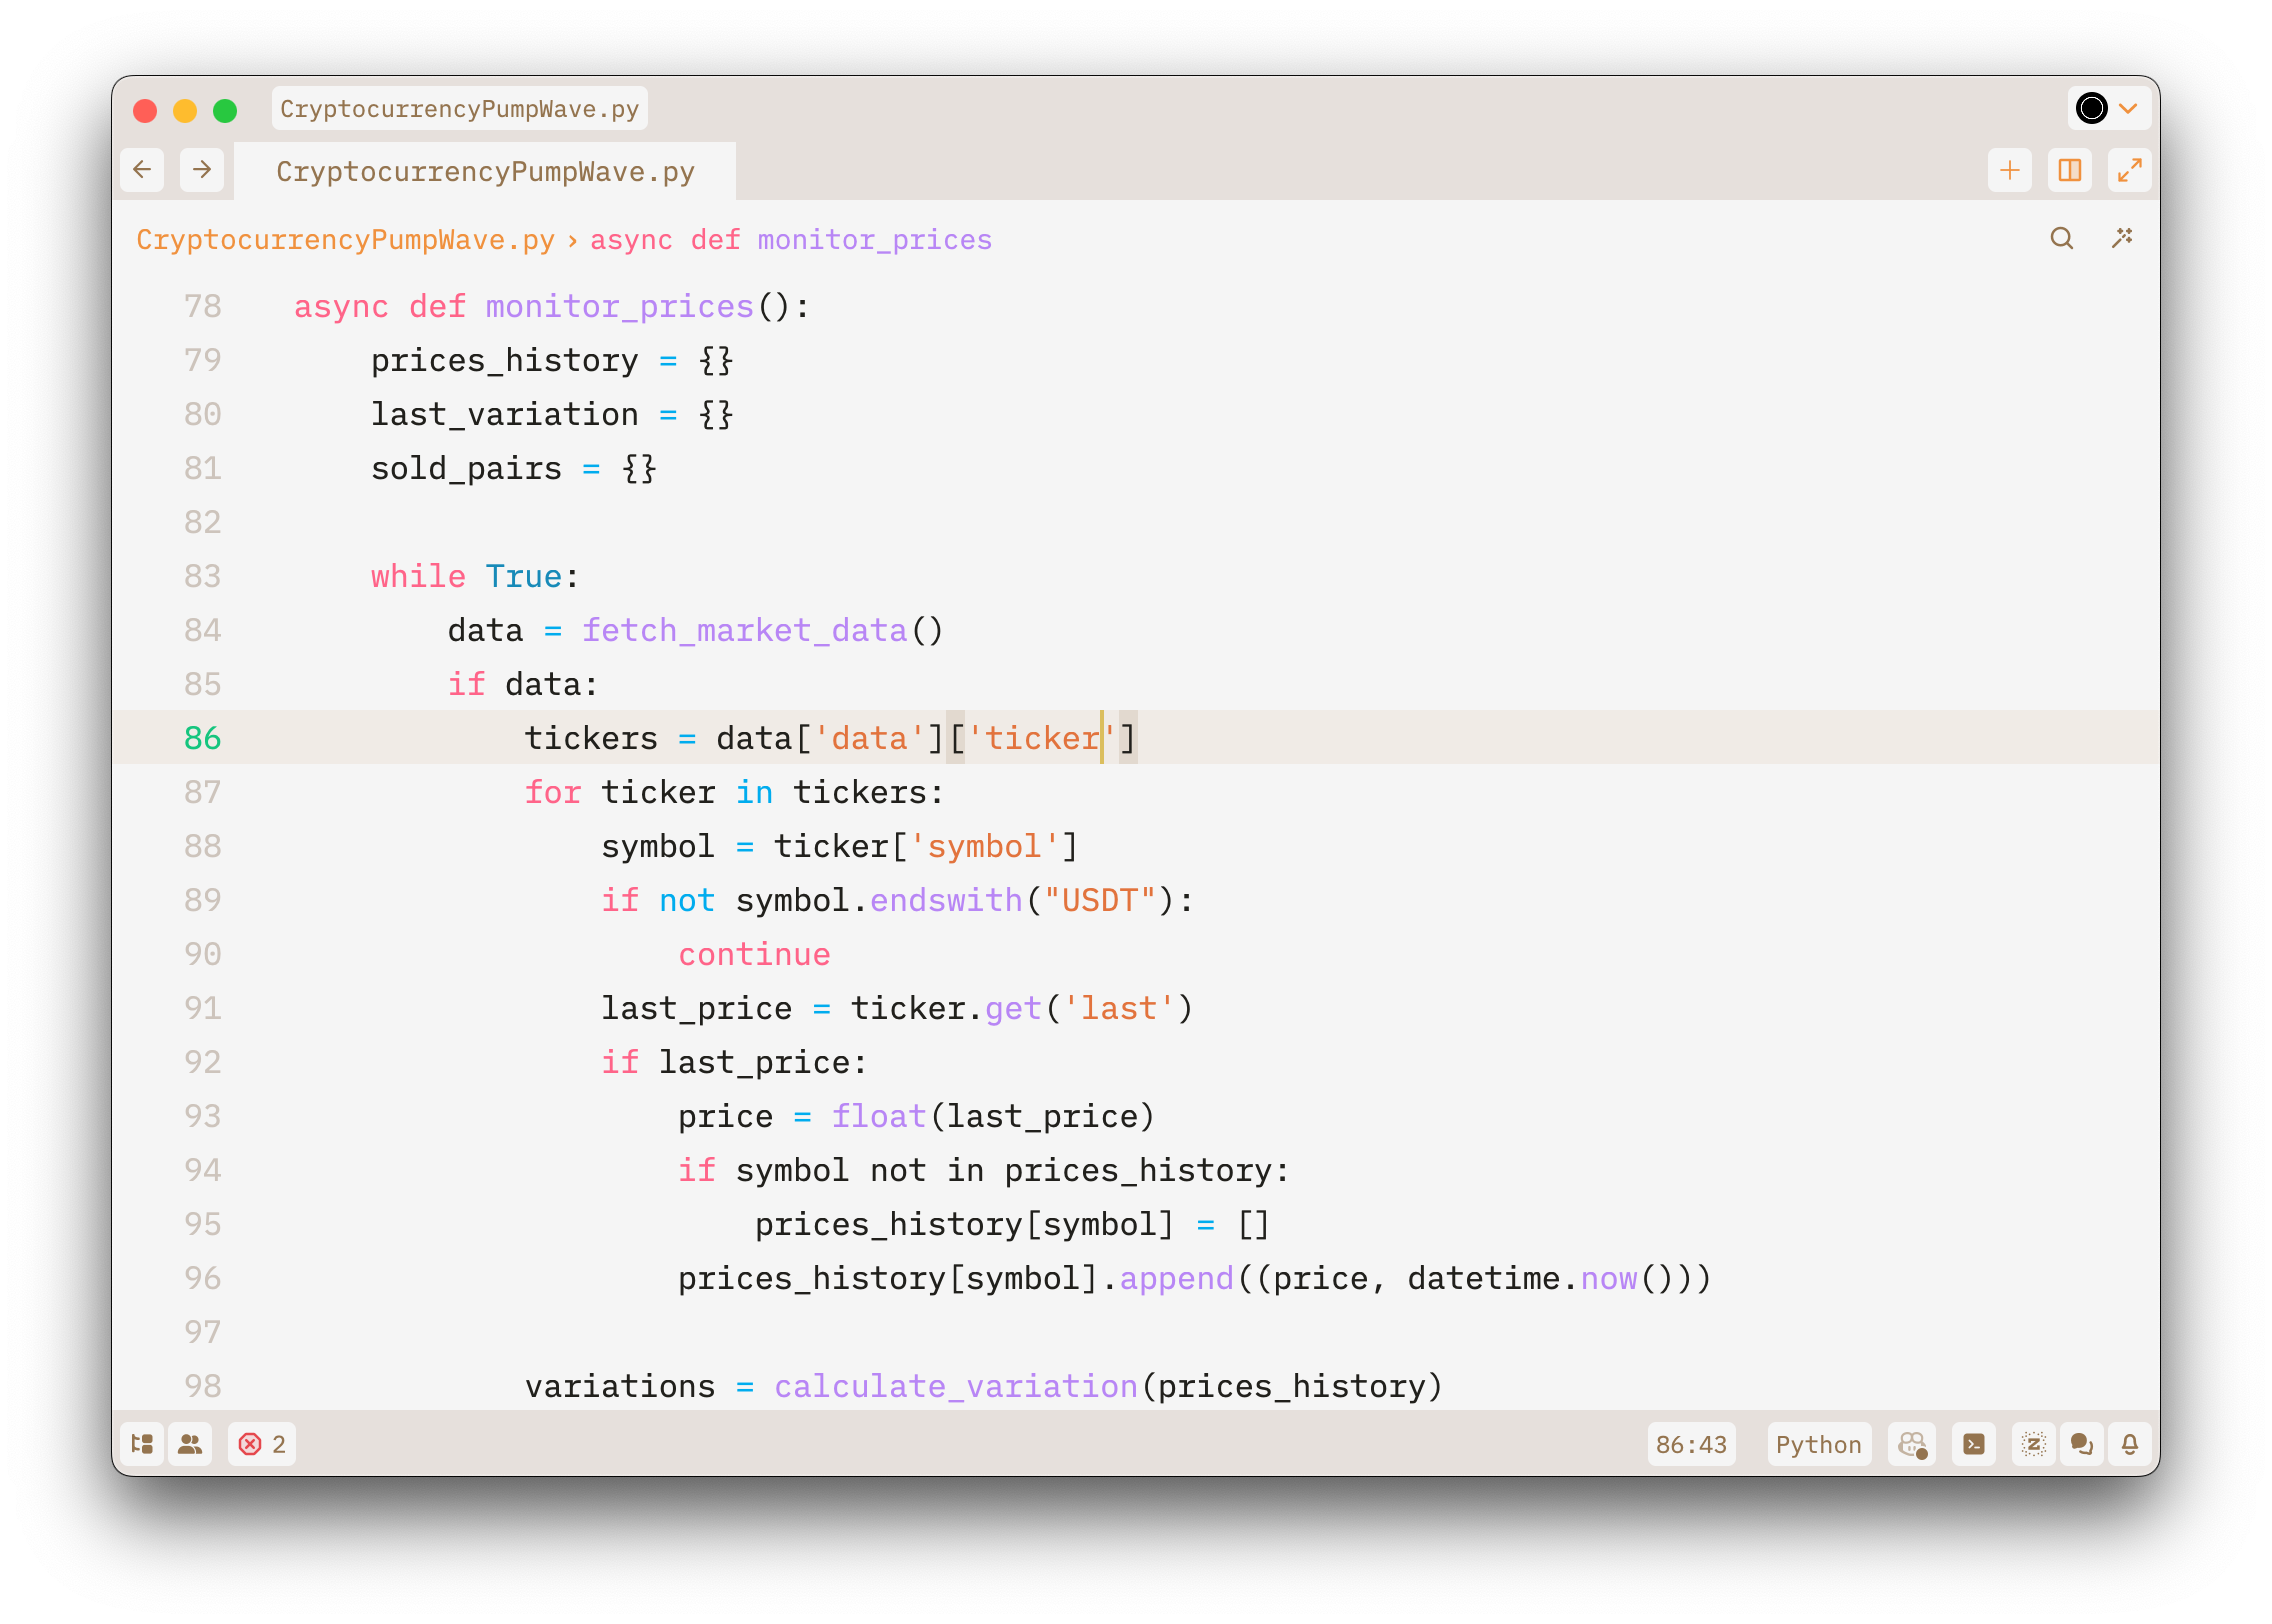 CryptocurrencyPumpWave.py
CryptocurrencyPumpWave.py
CryptocurrencyPumpWave.py › async def monitor_prices
78 async def monitor_prices():
79     prices_history = {}
80     last_variation = {}
81     sold_pairs = {}
82
83     while True:
84         data = fetch_market_data()
85         if data:
86             tickers = data['data']['ticker']
87             for ticker in tickers:
88                 symbol = ticker['symbol']
89                 if not symbol.endswith("USDT"):
90                     continue
91                 last_price = ticker.get('last')
92                 if last_price:
93                     price = float(last_price)
94                     if symbol not in prices_history:
95                         prices_history[symbol] = []
96                     prices_history[symbol].append((price, datetime.now()))
97
98             variations = calculate_variation(prices_history)
2 86:43 Python